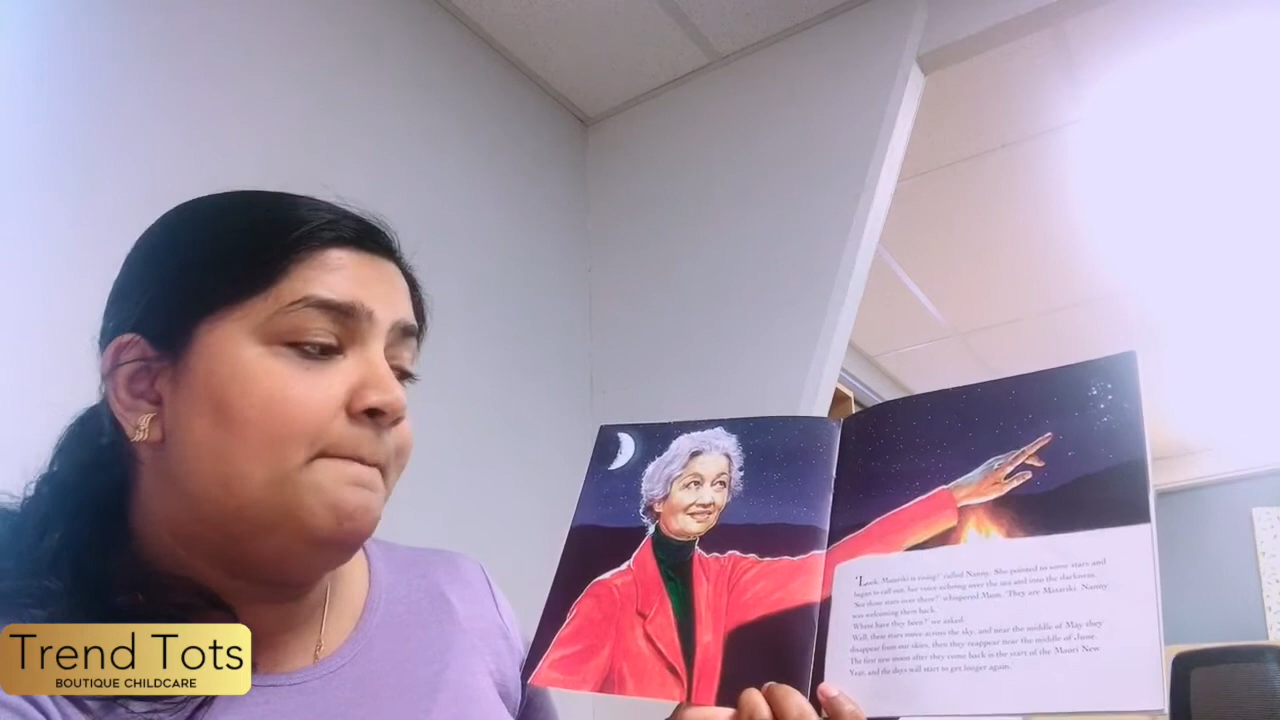 Trend Tots
BOUTIQUE CHILDCARE
'Look, Matariki is rising!' called Nanny. She pointed to some stars and
began to call out, her voice echoing over the sea and into the darkness.
'See those stars over there?' whispered Mum. 'They are Matariki. Nanny
was welcoming them back.'
'Where have they been?' we asked.
'Well, these stars move across the sky, and near the middle of May they
disappear from our skies, then they reappear near the middle of June.
The first new moon after they come back is the start of the Maori New
Year, and the days will start to get longer again.